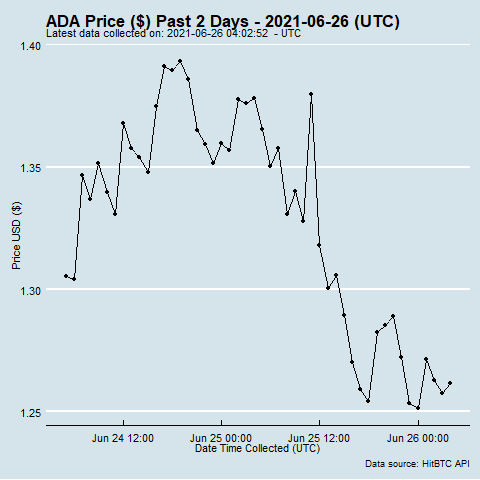 ADA Price ($) Past 2 Days - 2021-06-26 (UTC)
Latest data collected on: 2021-06-26 04:02:52  - UTC
1.40
1.35
1.30
1.25
Price USD ($)
Jun 24 12:00
Jun 25 00:00
Jun 25 12:00
Jun 26 00:00
Date Time Collected (UTC)
Data source: HitBTC API